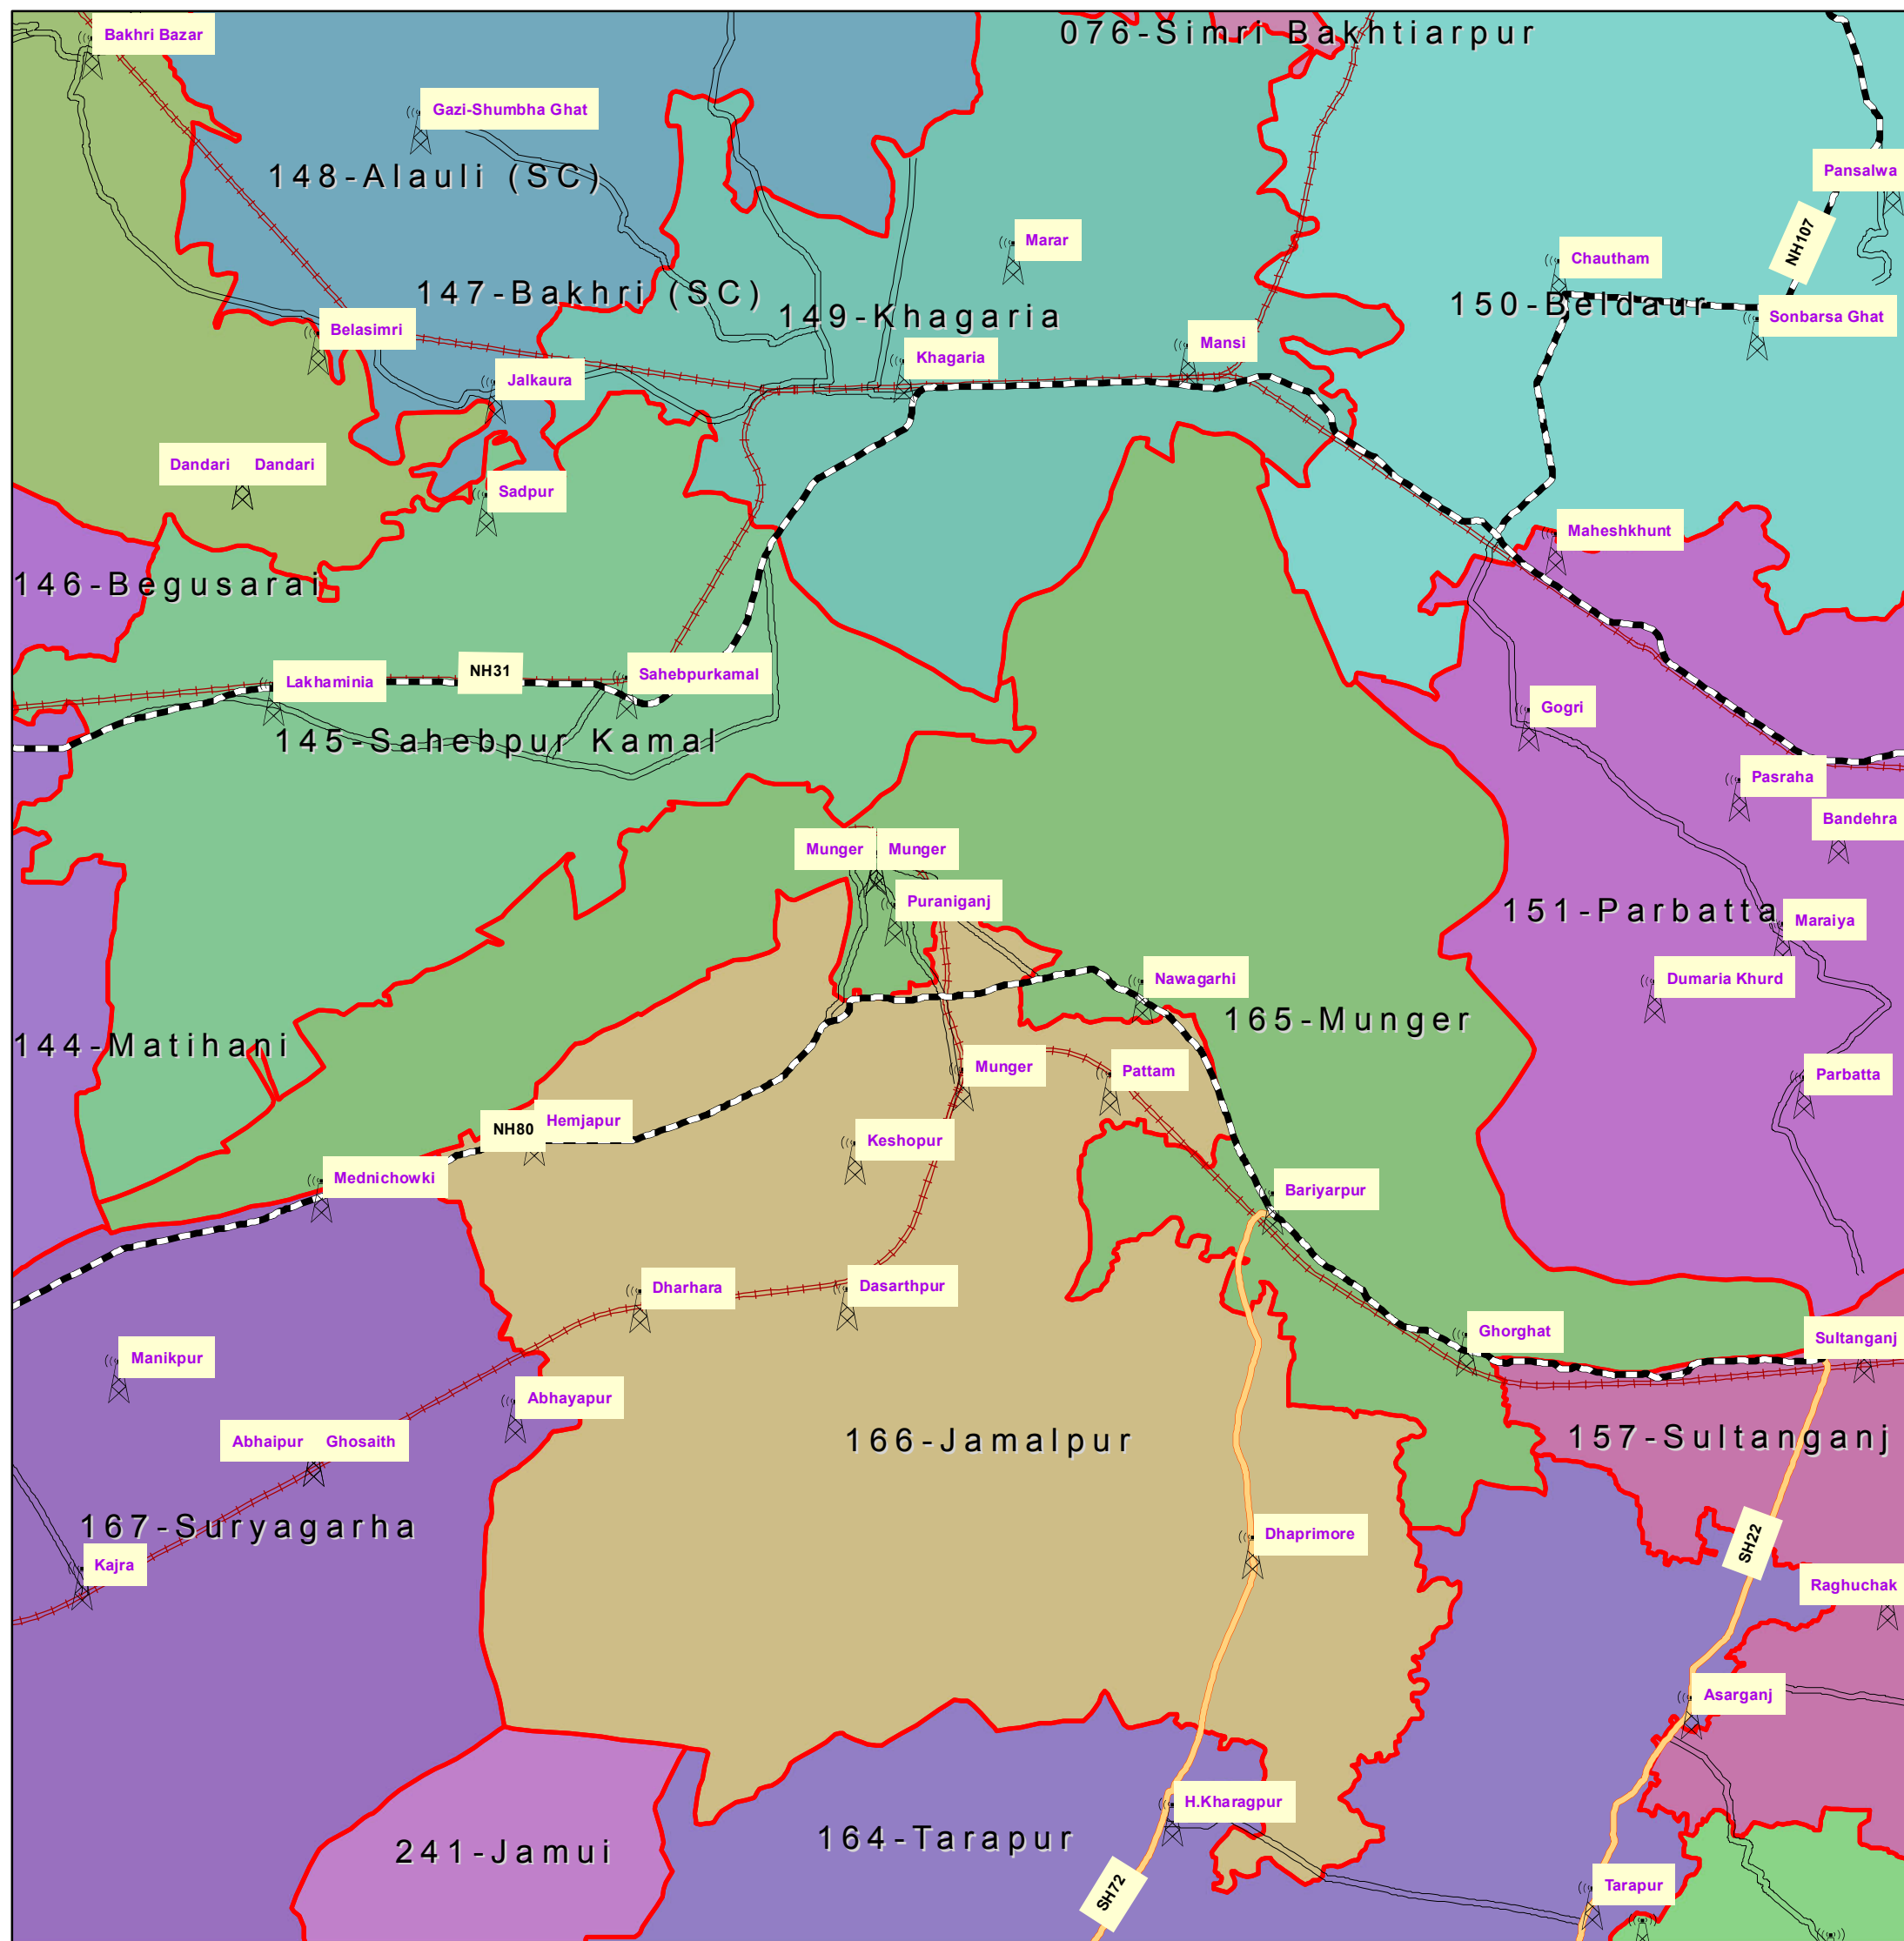 076-Simri Bakhtiarpur
Bakhri Bazar
Gazi-Shumbha Ghat
148-Alauli (SC)
Pansalwa
NH107
Marar
Chautham
147-Bakhri (SC)
149-Khagaria
150-Beldaur
Sonbarsa Ghat
Belasimri
Mansi
Khagaria
Jalkaura
Dandari Dandari
Sadpur
Maheshkhunt
146-Begusarai
Lakhaminia
NH31
Sahebpurkamal
Gogri
145-Sahebpur Kamal
Pasraha
Bandehra
Munger Munger
Puraniganj
151-Parbatta
Maraiya
Nawagarhi
Dumaria Khurd
165-Munger
144-Matihani
Munger
Pattam
Parbatta
NH80
Hemjapur
Keshopur
Mednichowki
Bariyarpur
Dharhara
Dasarthpur
Ghorghat
Sultanganj
Manikpur
Abhayapur
Abhaipur Ghosaith
166-Jamalpur
157-Sultanganj
167-Suryagarha
Dhaprimore
SH22
Kajra
Raghuchak
Asarganj
H.Kharagpur
164-Tarapur
241-Jamui
SH72
Tarapur